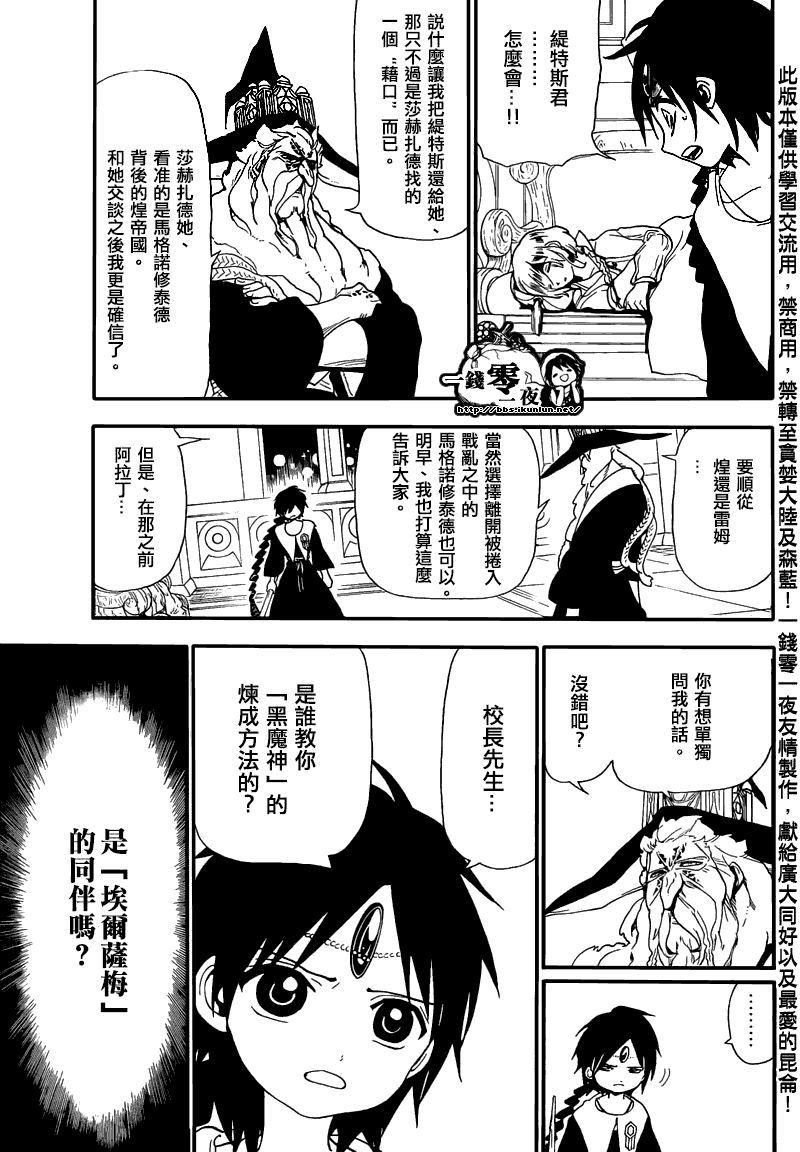 緹特斯君
………
怎麼會…!!
說什麼讓我把緹特斯還給她、
那只不過是莎赫扎德找的
一個“藉口”而已。
莎赫扎德她、
看准的是馬格諾修泰德
背後的煌帝國。
和她交談之後我更是確信了。
一錢零一夜
http://bbs.ikunlun.net/
要順從
煌還是雷姆
當然選擇離開被捲入
戰亂之中的
馬格諾修泰德也可以。
明早、我也打算這麼
告訴大家。
但是、在那之前
阿拉丁…
你有想單獨
問我的話。
沒錯吧?
………
校長先生…
是誰教你
「黑魔神」的
煉成方法的?
是「埃爾薩梅」
的同伴嗎?
此版本僅供學習交流用，禁商用，禁轉至貪婪大陸及森藍！一錢零一夜友情製作，獻給廣大同好以及最愛的昆侖！